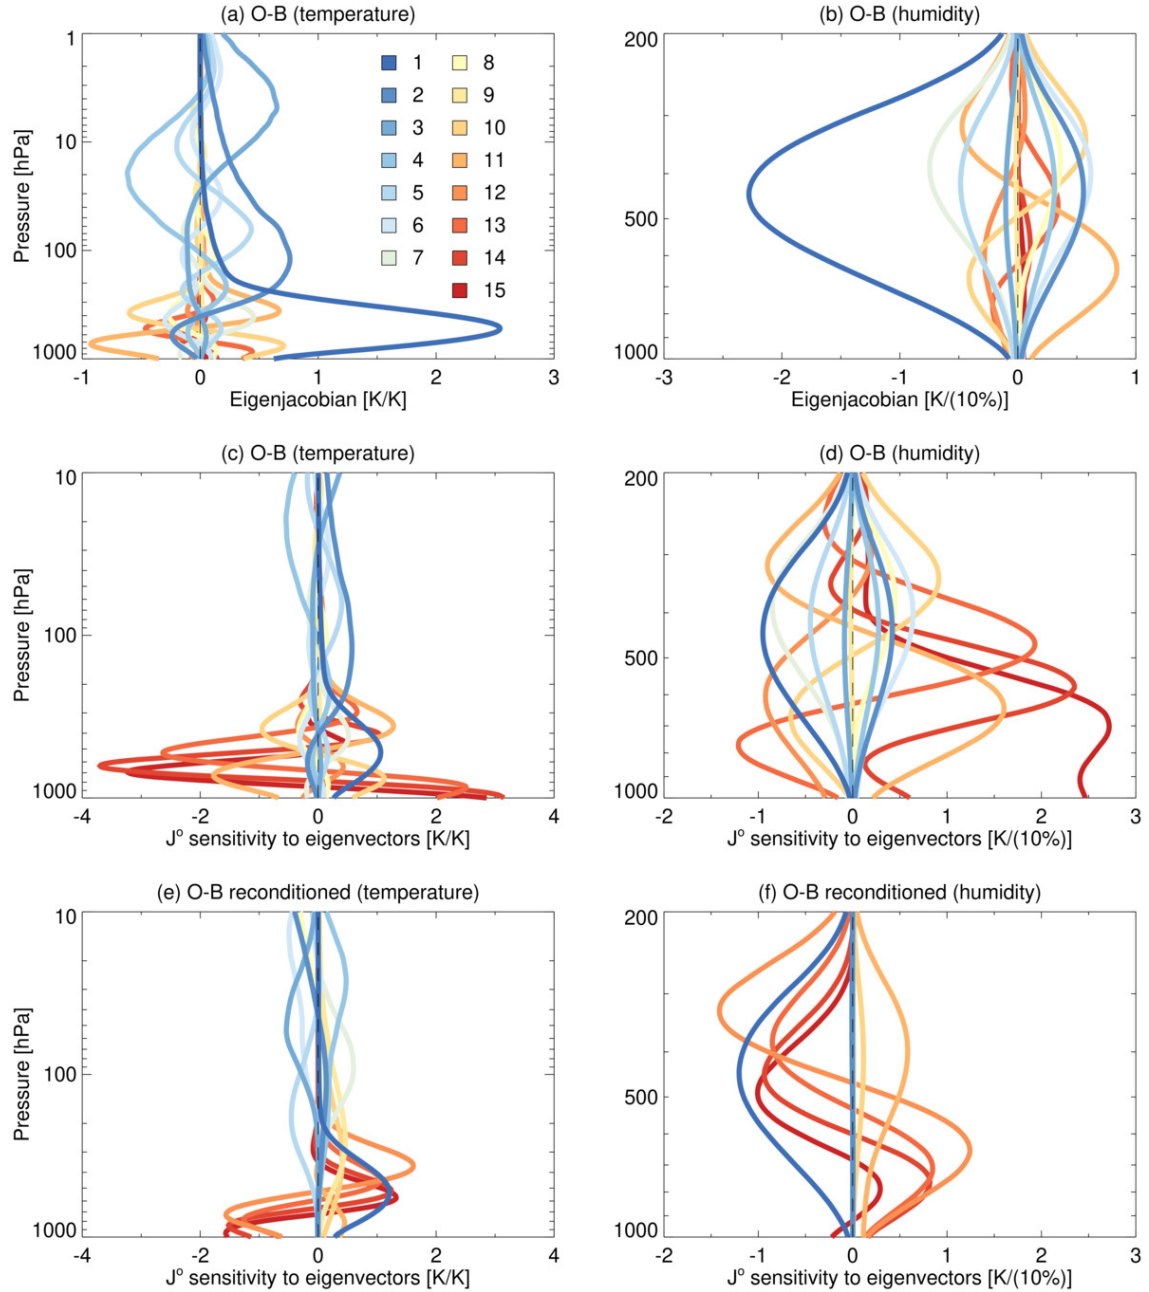 (a) O-B (temperature)
1
10
100
1000
Pressure [hPa]
-1 0 1 2 3
Eigenjacobian [K/K]
1 8
2 9
3 10
4 11
5 12
6 13
7 14
15
(b) O-B (humidity)
200
500
1000
-3 -2 -1 0 1
Eigenjacobian [K/(10%)]
(c) O-B (temperature)
10
100
1000
Pressure [hPa]
-4 -2 0 2 4
Jº sensitivity to eigenvectors [K/K]
(d) O-B (humidity)
200
500
1000
-2 -1 0 1 2 3
Jº sensitivity to eigenvectors [K/(10%)]
(e) O-B reconditioned (temperature)
10
100
1000
Pressure [hPa]
-4 -2 0 2 4
Jº sensitivity to eigenvectors [K/K]
(f) O-B reconditioned (humidity)
200
500
1000
-2 -1 0 1 2 3
Jº sensitivity to eigenvectors [K/(10%)]